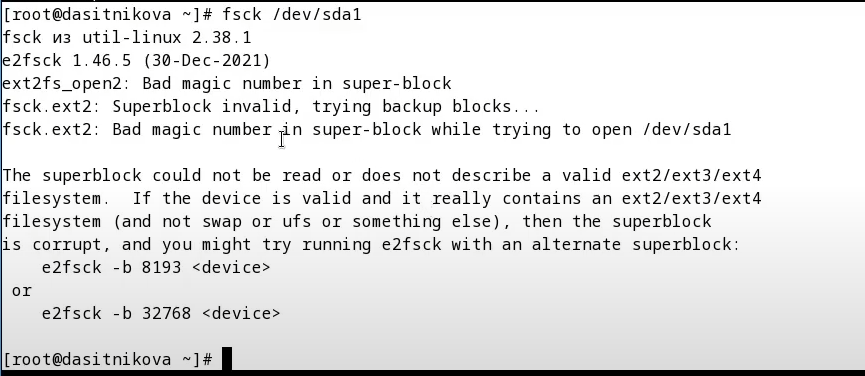 [root@dasitnikova ~]# fsck /dev/sda1
fsck из util-linux 2.38.1
e2fsck 1.46.5 (30-Dec-2021)
ext2fs_open2: Bad magic number in super-block
fsck.ext2: Superblock invalid, trying backup blocks...
fsck.ext2: Bad magic number in super-block while trying to open /dev/sda1
The superblock could not be read or does not describe a valid ext2/ext3/ext4
filesystem.  If the device is valid and it really contains an ext2/ext3/ext4
filesystem (and not swap or ufs or something else), then the superblock
is corrupt, and you might try running e2fsck with an alternate superblock:
    e2fsck -b 8193 <device>
 or
    e2fsck -b 32768 <device>
[root@dasitnikova ~]#